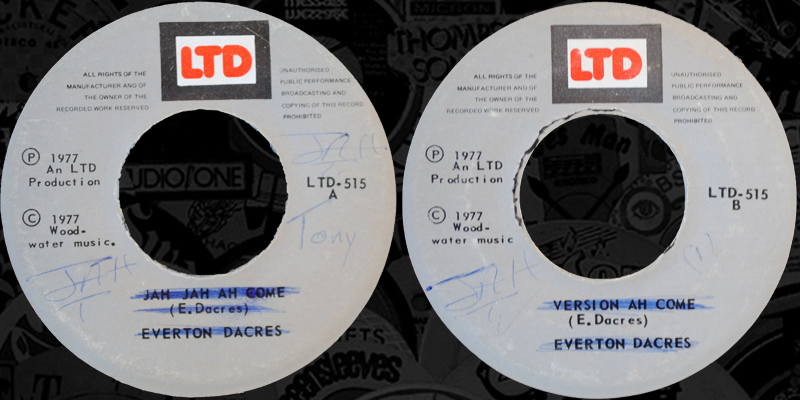 LTD
ALL RIGHTS OF THE
MANUFACTURER AND OF
THE OWNER OF THE
RECORDED WORK RESERVED
UNAUTHORISED
PUBLIC PERFORMANCE
BROADCASTING AND
COPYING OF THIS RECORD
PROHIBITED
Ⓟ 1977
An LTD
Production
© 1977
Wood-
water music.
LTD-515
A
JAH
Tony
JAH
JAH JAH AH COME
(E. Dacres)
EVERTON DACRES
LTD
ALL RIGHTS OF THE
MANUFACTURER AND OF
THE OWNER OF THE
RECORDED WORK RESERVED
UNAUTHORISED
PUBLIC PERFORMANCE
BROADCASTING AND
COPYING OF THIS RECORD
PROHIBITED
Ⓟ 1977
An LTD
Production
© 1977
Wood-
water music
LTD-515
B
(1)
JAH
VERSION AH COME
(E. Dacres)
EVERTON DACRES